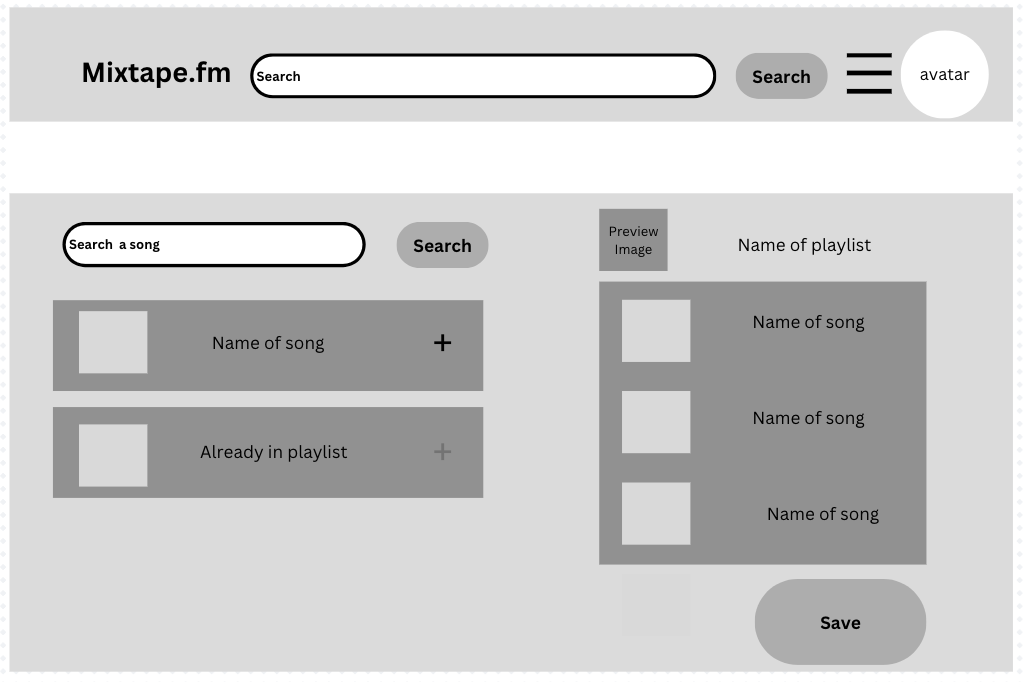 Mixtape.fm
Search
Search
avatar
Search a song
Search
Name of song
+
Already in playlist
+
Preview
Image
Name of playlist
Name of song
Name of song
Name of song
Save